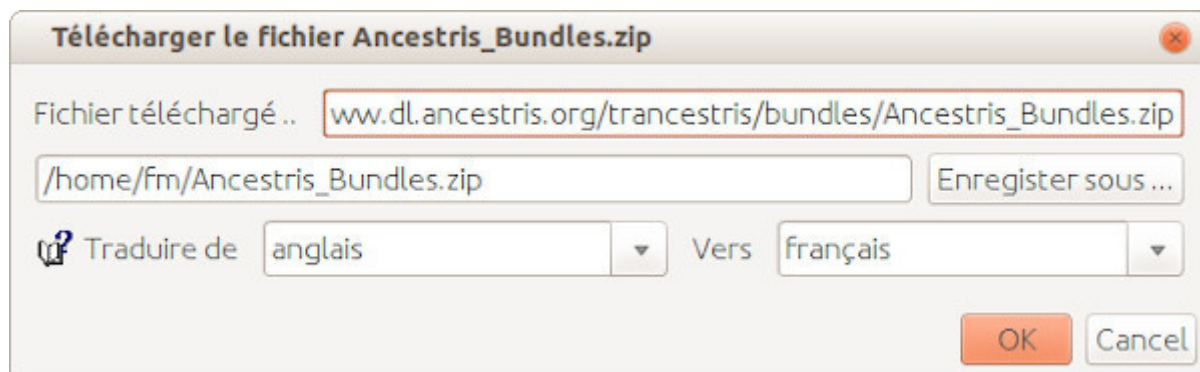 Télécharger le fichier Ancestris_Bundles.zip
Fichier téléchargé .. ww.dl.ancestris.org/trancestris/bundles/Ancestris_Bundles.zip
/home/fm/Ancestris_Bundles.zip Enregister sous ...
Traduire de anglais Vers français
OK Cancel